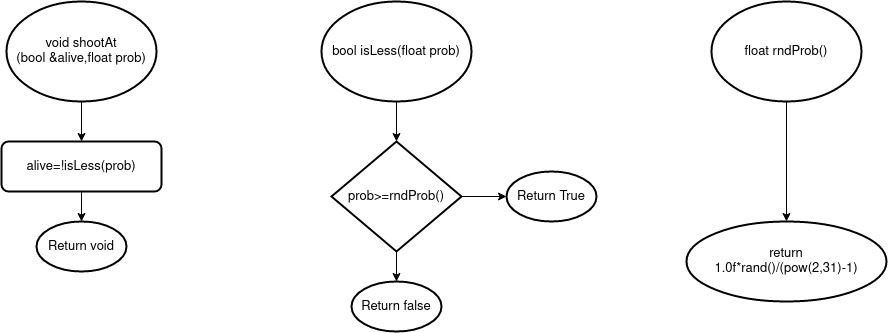 void shootAt
(bool &alive,float prob)
alive=!isLess(prob)
Return void
bool isLess(float prob)
prob>=rndProb()
Return True
Return false
float rndProb()
return
1.0f*rand()/(pow(2,31)-1)